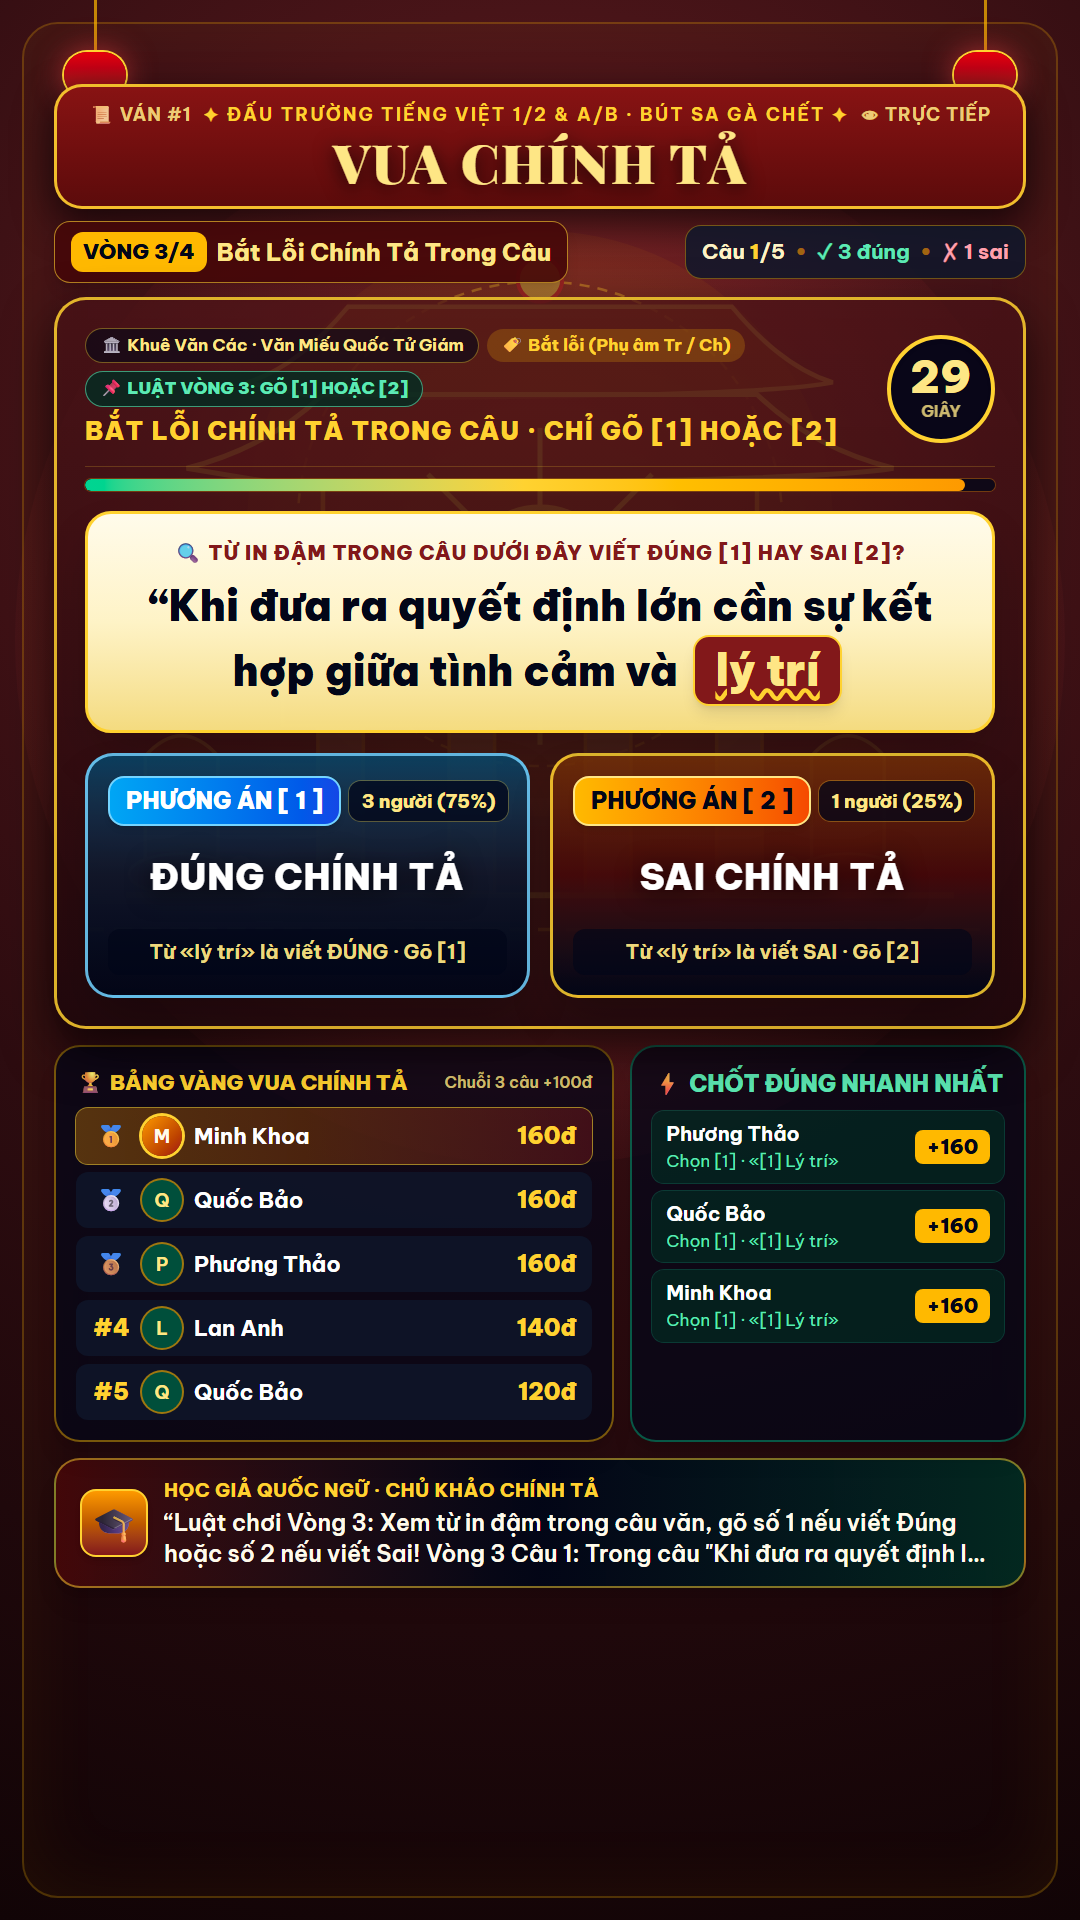 📜 VÁN #1 ✦ ĐẤU TRƯỜNG TIẾNG VIỆT 1/2 & A/B · BÚT SA GÀ CHẾT ✦ 👁 TRỰC TIẾP
VUA CHÍNH TẢ
VÒNG 3/4 Bắt Lỗi Chính Tả Trong Câu
Câu 1/5 • ✓ 3 đúng • ✗ 1 sai
🏛 Khuê Văn Các · Văn Miếu Quốc Tử Giám
🏷 Bắt lỗi (Phụ âm Tr / Ch)
📌 LUẬT VÒNG 3: GÕ [1] HOẶC [2]
BẮT LỖI CHÍNH TẢ TRONG CÂU · CHỈ GÕ [1] HOẶC [2]
29
GIÂY
🔍 TỪ IN ĐẬM TRONG CÂU DƯỚI ĐÂY VIẾT ĐÚNG [1] HAY SAI [2]?
“Khi đưa ra quyết định lớn cần sự kết
hợp giữa tình cảm và lý trí
PHƯƠNG ÁN [ 1 ] 3 người (75%)
ĐÚNG CHÍNH TẢ
Từ «lý trí» là viết ĐÚNG · Gõ [1]
PHƯƠNG ÁN [ 2 ] 1 người (25%)
SAI CHÍNH TẢ
Từ «lý trí» là viết SAI · Gõ [2]
🏆 BẢNG VÀNG VUA CHÍNH TẢ Chuỗi 3 câu +100đ
🥇 M Minh Khoa 160đ
🥈 Q Quốc Bảo 160đ
🥉 P Phương Thảo 160đ
#4 L Lan Anh 140đ
#5 Q Quốc Bảo 120đ
⚡ CHỐT ĐÚNG NHANH NHẤT
Phương Thảo
Chọn [1] · «[1] Lý trí»
+160
Quốc Bảo
Chọn [1] · «[1] Lý trí»
+160
Minh Khoa
Chọn [1] · «[1] Lý trí»
+160
HỌC GIẢ QUỐC NGỮ · CHỦ KHẢO CHÍNH TẢ
“Luật chơi Vòng 3: Xem từ in đậm trong câu văn, gõ số 1 nếu viết Đúng
hoặc số 2 nếu viết Sai! Vòng 3 Câu 1: Trong câu "Khi đưa ra quyết định l...